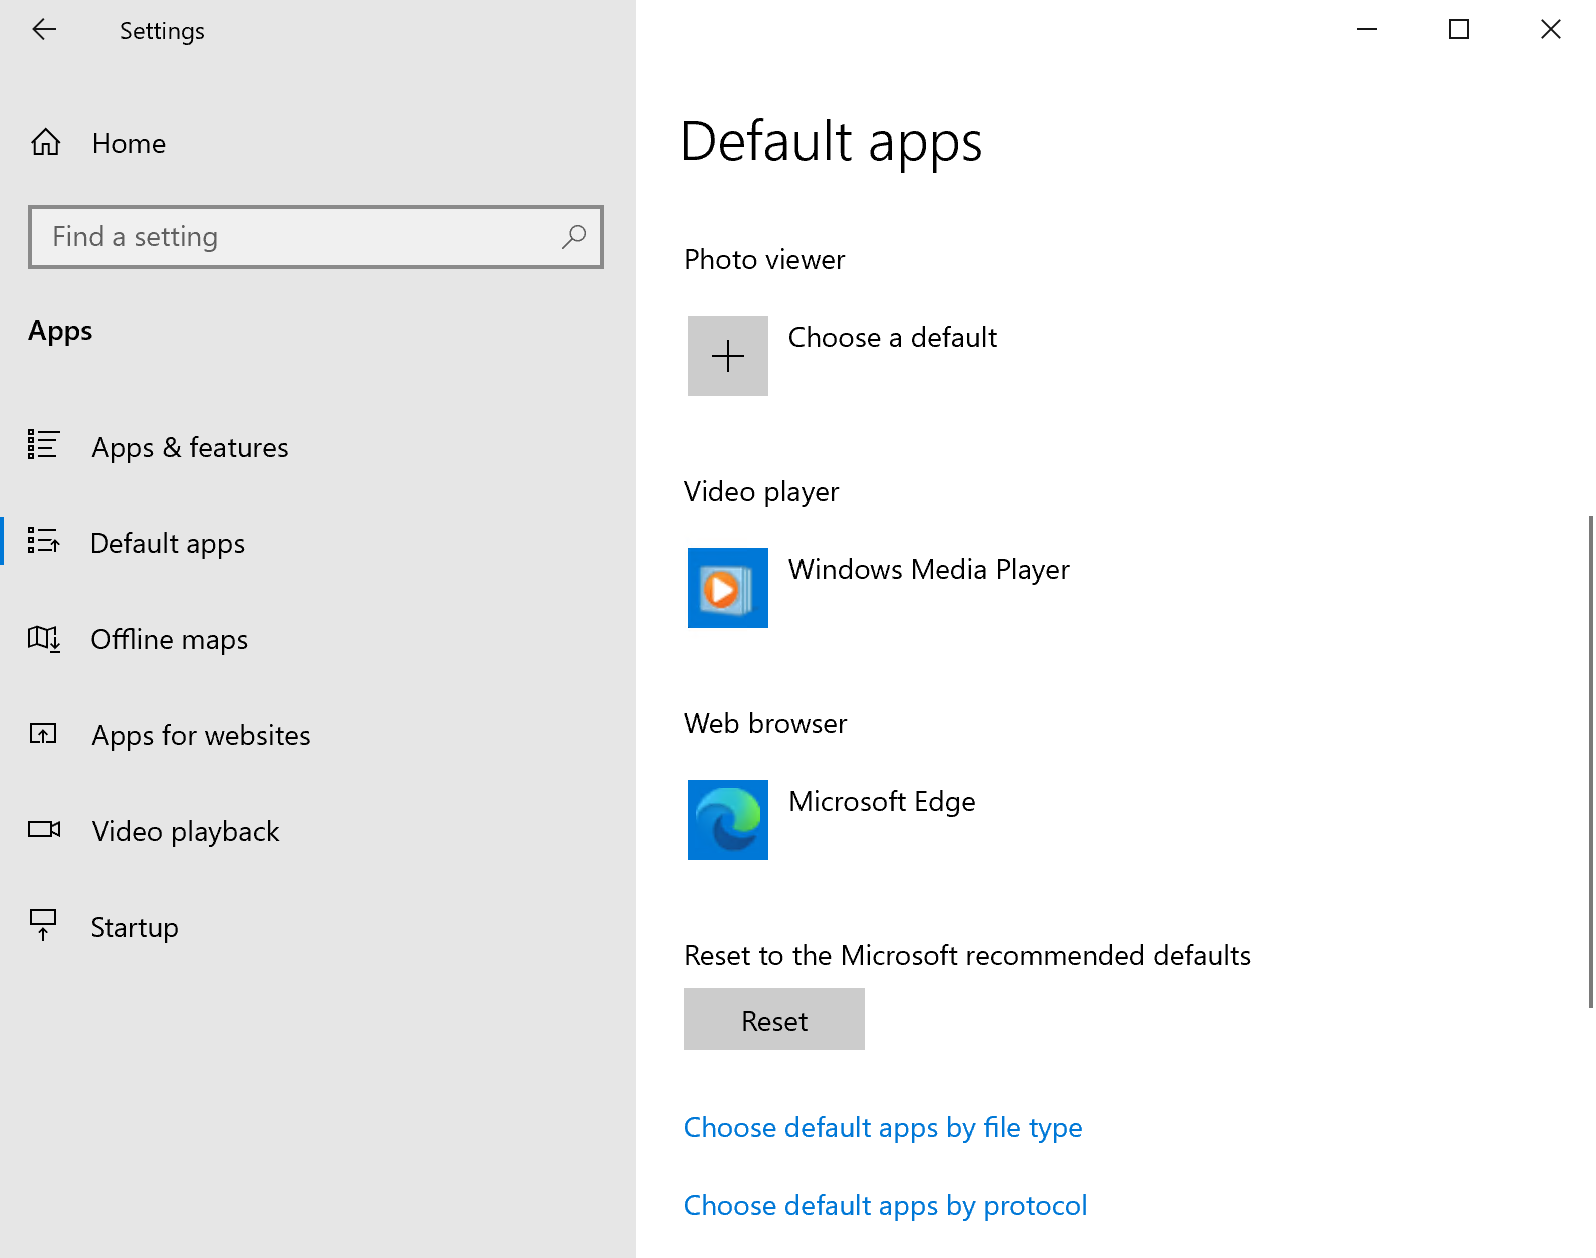 Settings
Home
Find a setting
Apps
Apps & features
Default apps
Offline maps
Apps for websites
Video playback
Startup
Default apps
Photo viewer
Choose a default
Video player
Windows Media Player
Web browser
Microsoft Edge
Reset to the Microsoft recommended defaults
Reset
Choose default apps by file type
Choose default apps by protocol